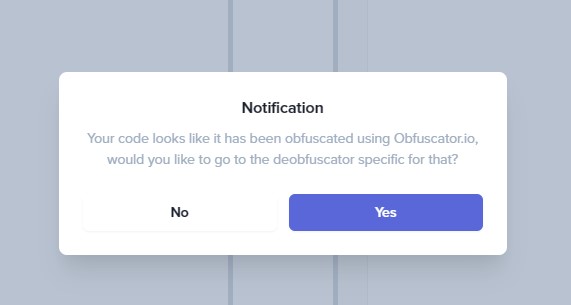 Notification
Your code looks like it has been obfuscated using Obfuscator.io,
would you like to go to the deobfuscator specific for that?
No
Yes